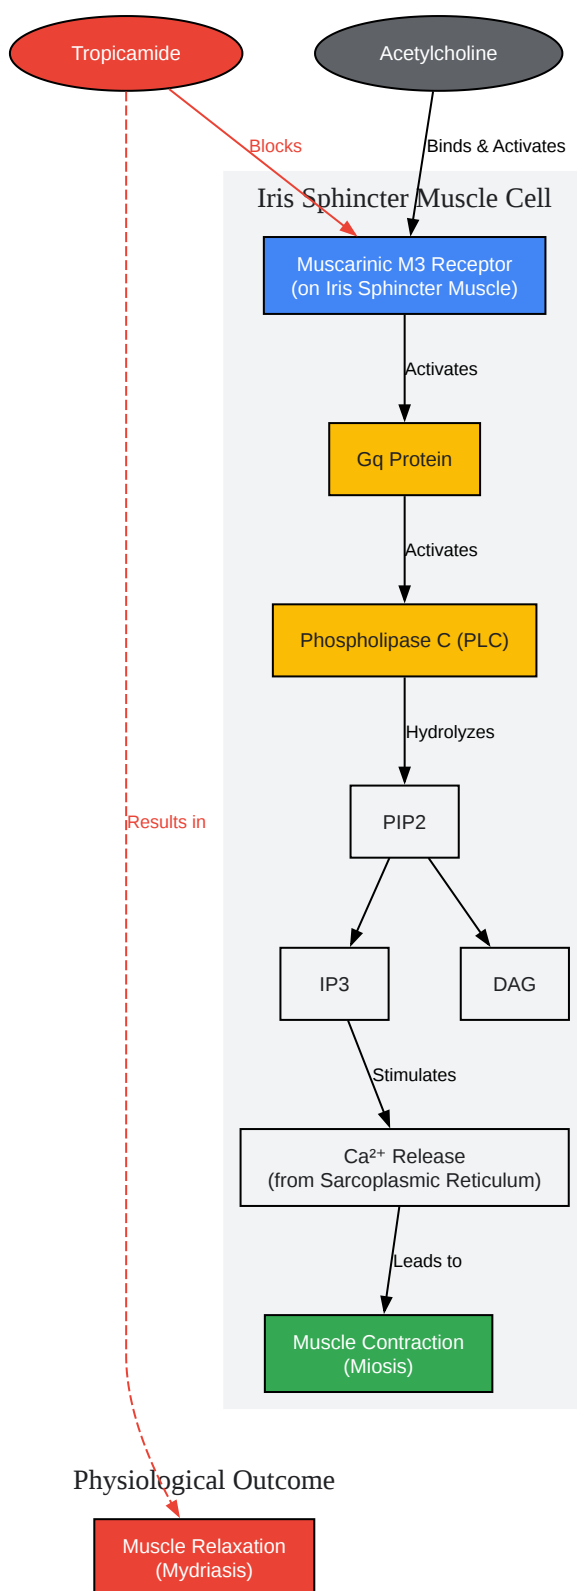 Tropicamide
Acetylcholine
Blocks
Binds & Activates
Iris Sphincter Muscle Cell
Muscarinic M3 Receptor
(on Iris Sphincter Muscle)
Activates
Gq Protein
Activates
Phospholipase C (PLC)
Hydrolyzes
PIP2
Results in
IP3
DAG
Stimulates
Ca²⁺ Release
(from Sarcoplasmic Reticulum)
Leads to
Muscle Contraction
(Miosis)
Physiological Outcome
Muscle Relaxation
(Mydriasis)